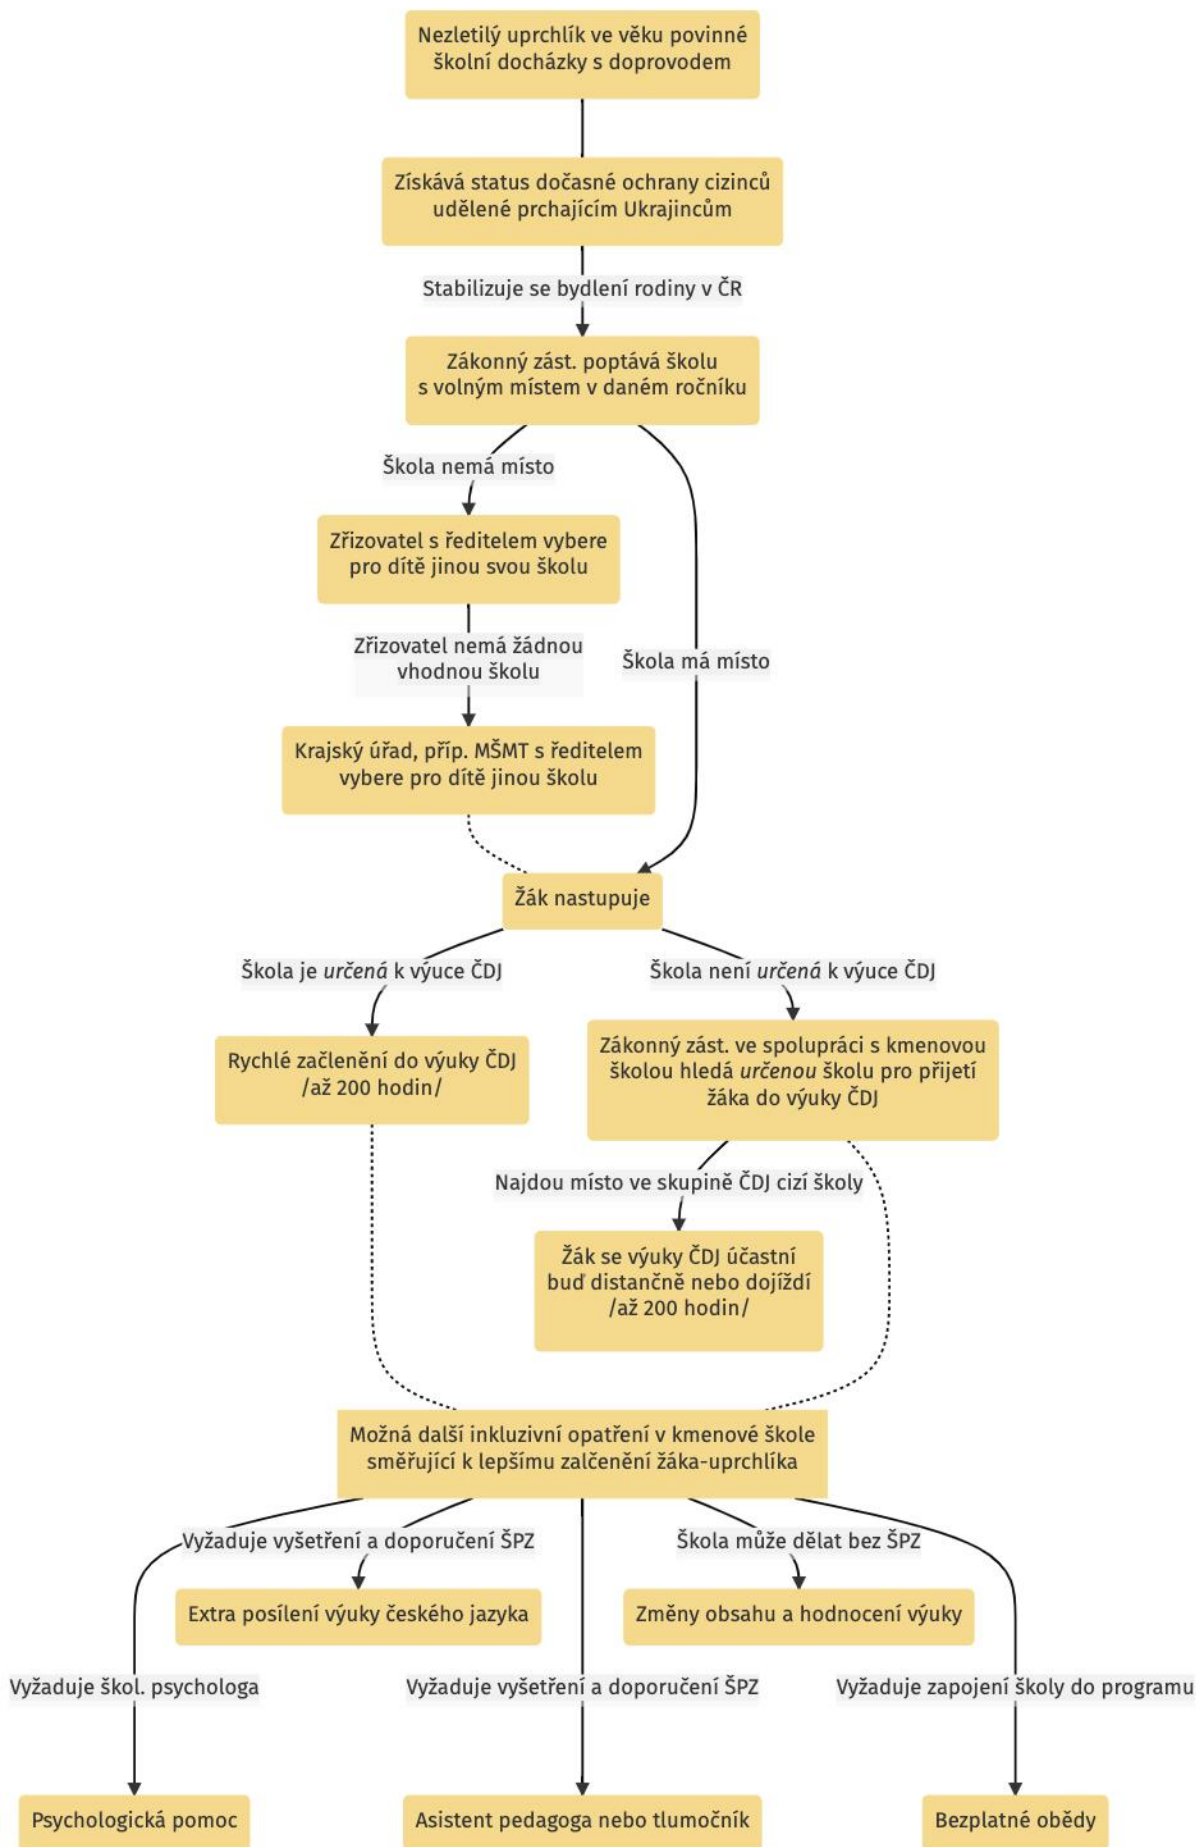 Nezletilý uprchlík ve věku povinné
školní docházky s doprovodem
Získává status dočasné ochrany cizinců
udělené prchajícím Ukrajincům
Stabilizuje se bydlení rodiny v ČR
Zákonný zást. poptává školu
s volným místem v daném ročníku
Škola nemá místo
Zřizovatel s ředitelem vybere
pro dítě jinou svou školu
Zřizovatel nemá žádnou
vhodnou školu
Škola má místo
Krajský úřad, příp. MŠMT s ředitelem
vybere pro dítě jinou školu
Žák nastupuje
Škola je určená k výuce ČDJ
Škola není určená k výuce ČDJ
Rychlé začlenění do výuky ČDJ
/až 200 hodin/
Zákonný zást. ve spolupráci s kmenovou
školou hledá určenou školu pro přijetí
žáka do výuky ČDJ
Najdou místo ve skupině ČDJ cizí školy
Žák se výuky ČDJ účastní
buď distančně nebo dojíždí
/až 200 hodin/
Možná další inkluzivní opatření v kmenové škole
směřující k lepšímu zalčenění žáka-uprchlíka
Vyžaduje vyšetření a doporučení ŠPZ
Škola může dělat bez ŠPZ
Extra posílení výuky českého jazyka
Změny obsahu a hodnocení výuky
Vyžaduje škol. psychologa
Vyžaduje vyšetření a doporučení ŠPZ
Vyžaduje zapojení školy do programu
Psychologická pomoc
Asistent pedagoga nebo tlumočník
Bezplatné obědy